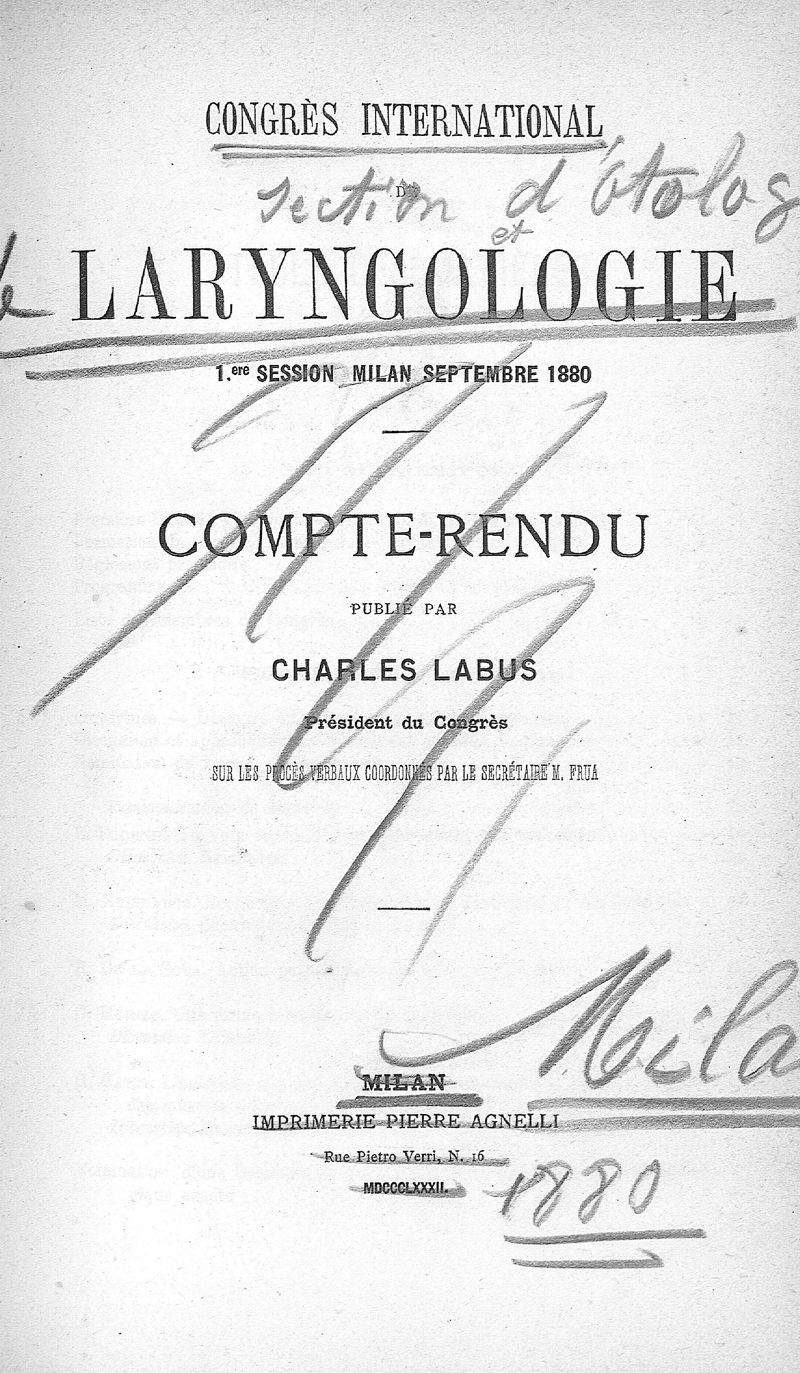 CONGRÈS INTERNATIONAL
DE
Section d'Otolog
et
de LARYNGOLOGIE
1.ere SESSION MILAN SEPTEMBRE 1880
COMPTE-RENDU
PUBLIÉ PAR
CHARLES LABUS
Président du Congrès
SUR LES PROCÈS VERBAUX COORDONNÉS PAR LE SECRÉTAIRE M. FRUA
Mila
MILAN
IMPRIMERIE PIERRE AGNELLI
Rue Pietro Verri, N. 16
MDCCCLXXXII.
1880